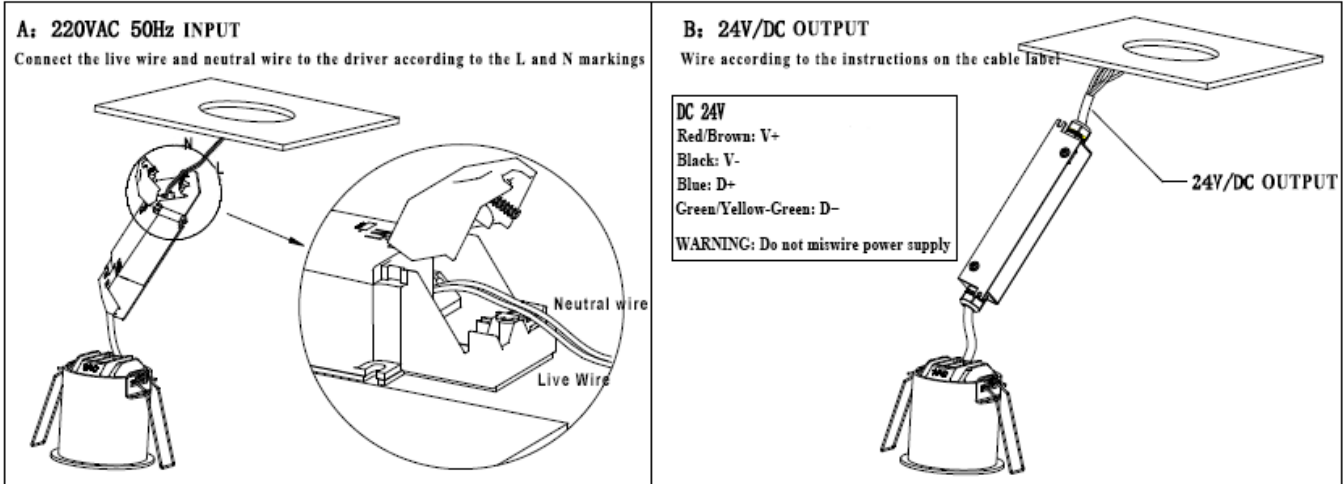 A: 220VAC 50Hz INPUT
Connect the live wire and neutral wire to the driver according to the L and N markings
N
L
Neutral wire
Live Wire
B: 24V/DC OUTPUT
Wire according to the instructions on the cable label
DC 24V
Red/Brown: V+
Black: V-
Blue: D+
Green/Yellow-Green: D-
WARNING: Do not miswire power supply
24V/DC OUTPUT